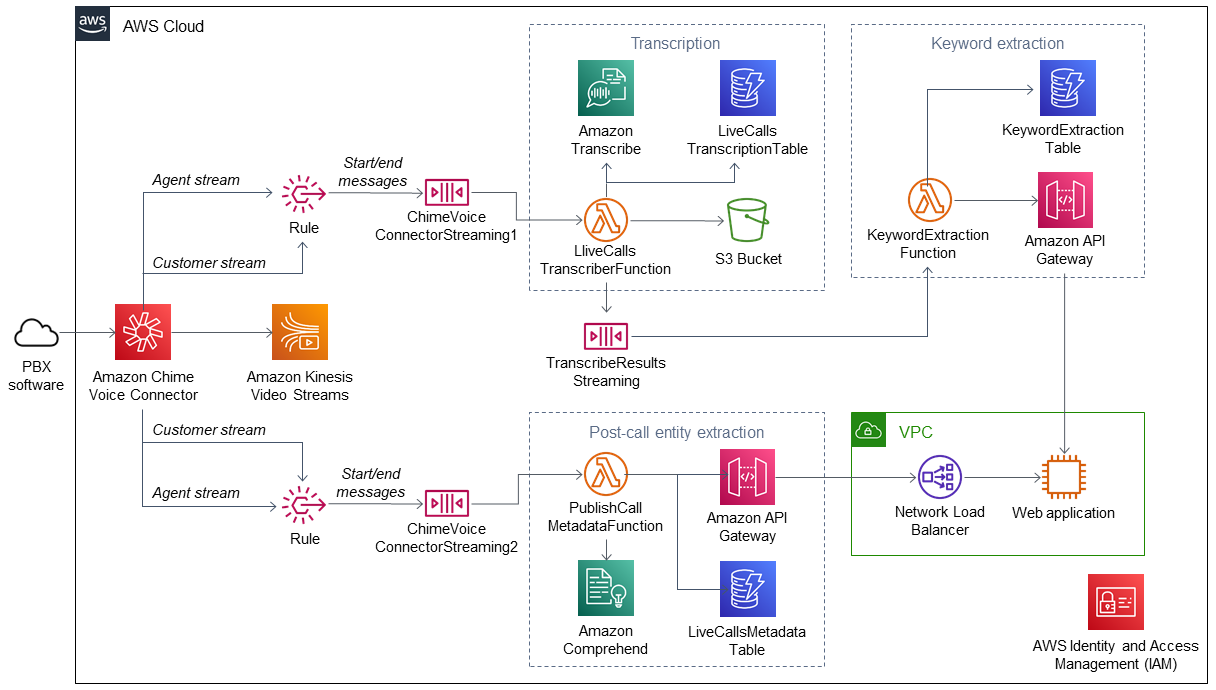 aws
AWS Cloud
Transcription
Amazon
Transcribe
LiveCalls
TranscriptionTable
LliveCalls
TranscriberFunction
S3 Bucket
Keyword extraction
KeywordExtraction
Table
KeywordExtraction
Function
Amazon API
Gateway
Agent stream
Customer stream
Rule
Start/end
messages
ChimeVoice
ConnectorStreaming1
TranscribeResults
Streaming
PBX
software
Amazon Chime
Voice Connector
Amazon Kinesis
Video Streams
Customer stream
Agent stream
Rule
Start/end
messages
ChimeVoice
ConnectorStreaming2
Post-call entity extraction
PublishCall
MetadataFunction
Amazon API
Gateway
Amazon
Comprehend
LiveCallsMetadata
Table
VPC
Network Load
Balancer
Web application
AWS Identity and Access
Management (IAM)